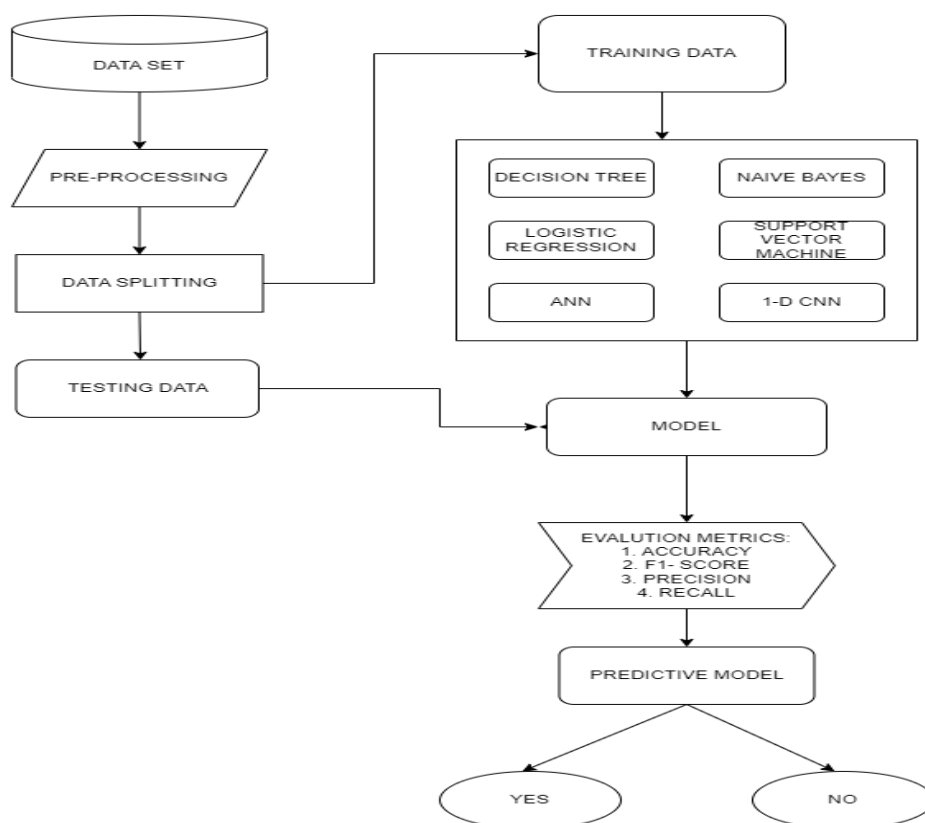 DATA SET
TRAINING DATA
PRE-PROCESSING
DECISION TREE
NAIVE BAYES
LOGISTIC
REGRESSION
SUPPORT
VECTOR
MACHINE
DATA SPLITTING
ANN
1-D CNN
TESTING DATA
MODEL
EVALUTION METRICS:
1. ACCURACY
2. F1- SCORE
3. PRECISION
4. RECALL
PREDICTIVE MODEL
YES
NO